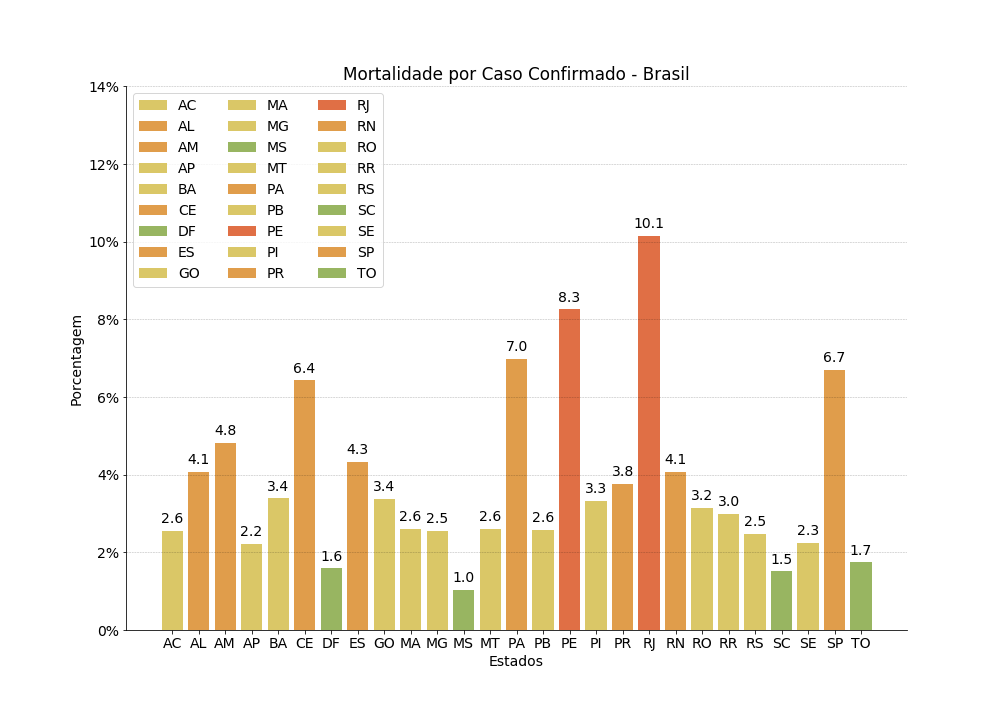 Mortalidade por Caso Confirmado - Brasil
14%
12%
10%
8%
6%
4%
2%
0%
Porcentagem
AC MA RJ
AL MG RN
AM MS RO
AP MT RR
BA PA RS
CE PB SC
DF PE SE
ES PI SP
GO PR TO
2.6 4.1 4.8 2.2 3.4 6.4 1.6 4.3 3.4 2.6 2.5 1.0 2.6 7.0 2.6 8.3 3.3 3.8 10.1 4.1 3.2 3.0 2.5 1.5 2.3 6.7 1.7
AC AL AM AP BA CE DF ES GO MA MG MS MT PA PB PE PI PR RJ RN RO RR RS SC SE SP TO
Estados